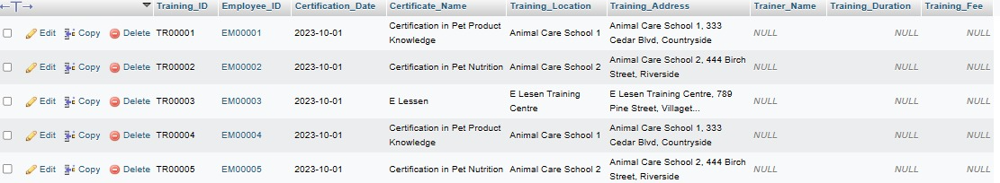 Training_ID Employee_ID Certification_Date Certificate_Name Training_Location Training_Address Trainer_Name Training_Duration Training_Fee
Edit Copy Delete TR00001 EM00001 2023-10-01 Certification in Pet Product Knowledge Animal Care School 1 Animal Care School 1, 333 Cedar Blvd, Countryside NULL NULL NULL
Edit Copy Delete TR00002 EM00002 2023-10-01 Certification in Pet Nutrition Animal Care School 2 Animal Care School 2, 444 Birch Street, Riverside NULL NULL NULL
Edit Copy Delete TR00003 EM00003 2023-10-01 E Lessen E Lesen Training Centre E Lesen Training Centre, 789 Pine Street, Villaget... NULL NULL NULL
Edit Copy Delete TR00004 EM00004 2023-10-01 Certification in Pet Product Knowledge Animal Care School 1 Animal Care School 1, 333 Cedar Blvd, Countryside NULL NULL NULL
Edit Copy Delete TR00005 EM00005 2023-10-01 Certification in Pet Nutrition Animal Care School 2 Animal Care School 2, 444 Birch Street, Riverside NULL NULL NULL